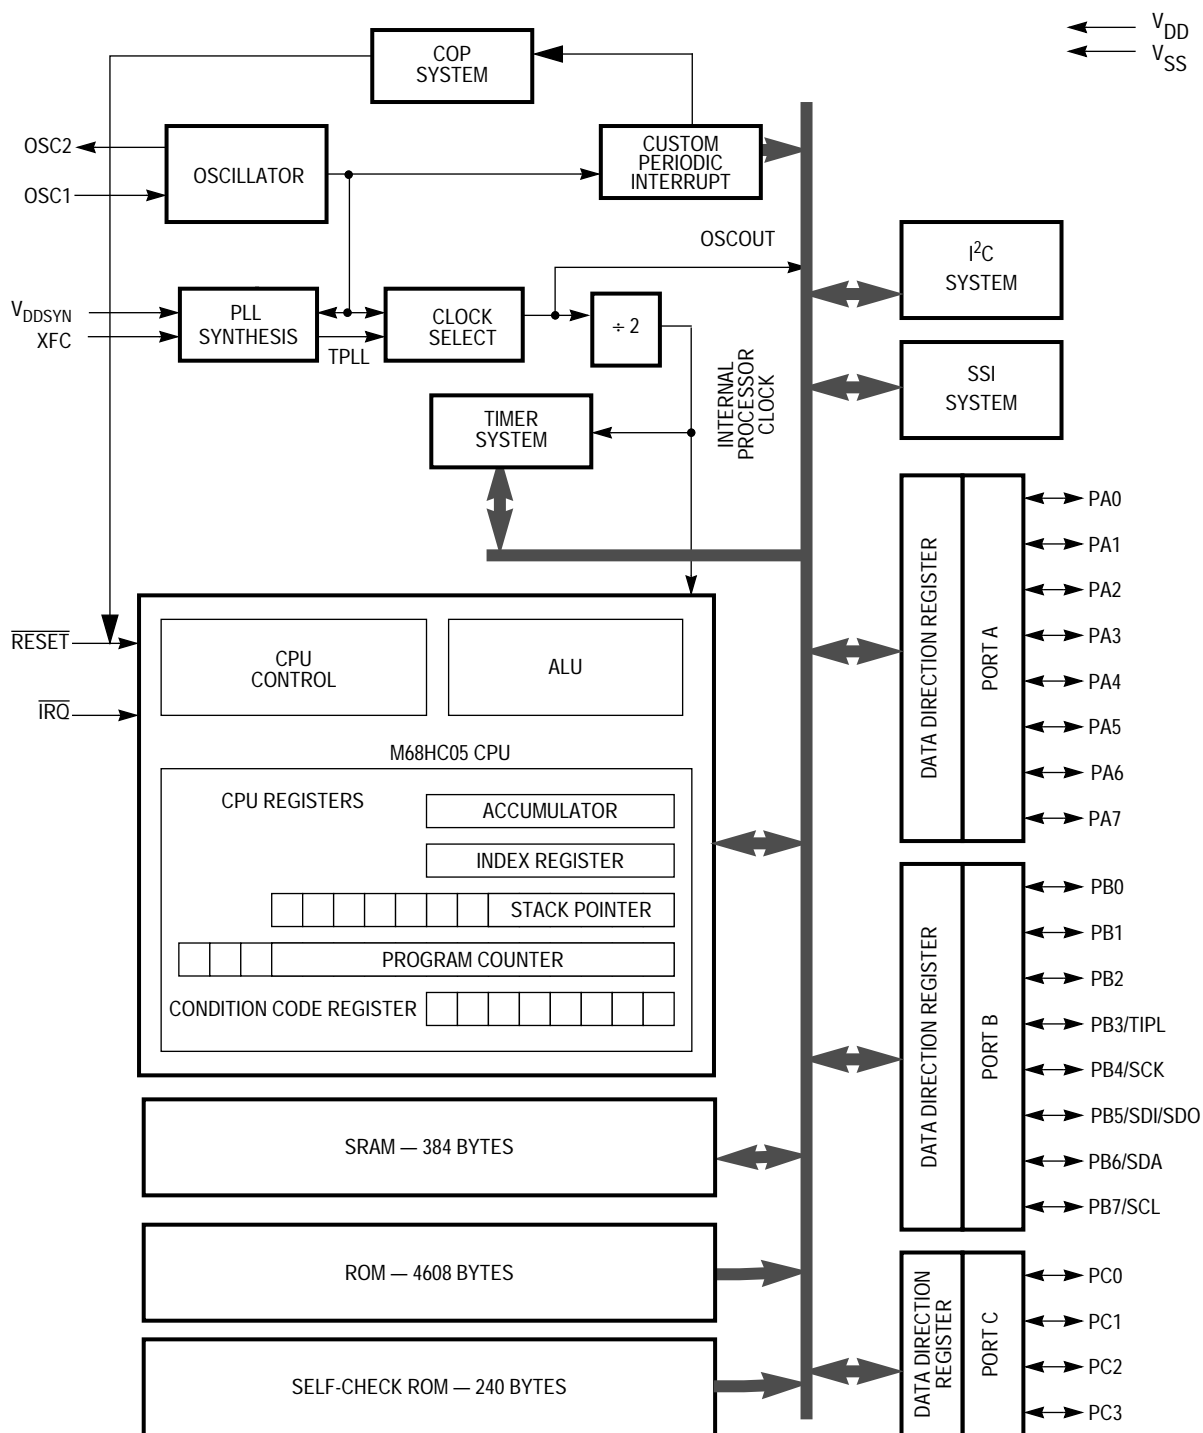 COP
SYSTEM
V
DD
V
SS
OSC2
OSC1
OSCILLATOR
CUSTOM
PERIODIC
INTERRUPT
OSCOUT
I2C
SYSTEM
VDDSYN
XFC
PLL
SYNTHESIS
TPLL
CLOCK
SELECT
÷ 2
INTERNAL
PROCESSOR
CLOCK
SSI
SYSTEM
TIMER
SYSTEM
DATA DIRECTION REGISTER
PORT A
PA0
PA1
PA2
PA3
PA4
PA5
PA6
PA7
RESET
IRQ
CPU
CONTROL
ALU
M68HC05 CPU
CPU REGISTERS
ACCUMULATOR
INDEX REGISTER
STACK POINTER
PROGRAM COUNTER
CONDITION CODE REGISTER
DATA DIRECTION REGISTER
PORT B
PB0
PB1
PB2
PB3/TIPL
PB4/SCK
PB5/SDI/SDO
PB6/SDA
PB7/SCL
SRAM — 384 BYTES
ROM — 4608 BYTES
SELF-CHECK ROM — 240 BYTES
DATA DIRECTION
REGISTER
PORT C
PC0
PC1
PC2
PC3